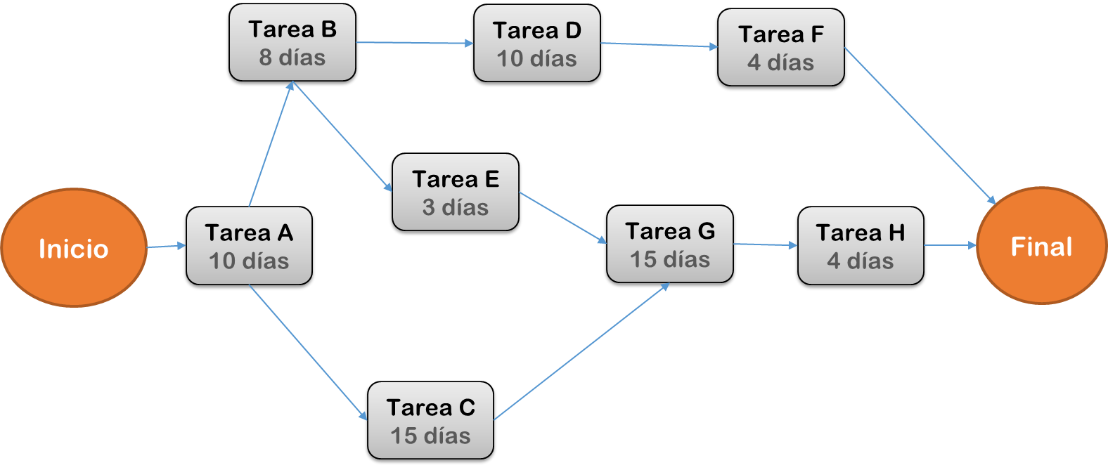 Tarea B
8 días
Tarea D
10 días
Tarea F
4 días
Tarea E
3 días
Inicio
Tarea A
10 días
Tarea G
15 días
Tarea H
4 días
Final
Tarea C
15 días